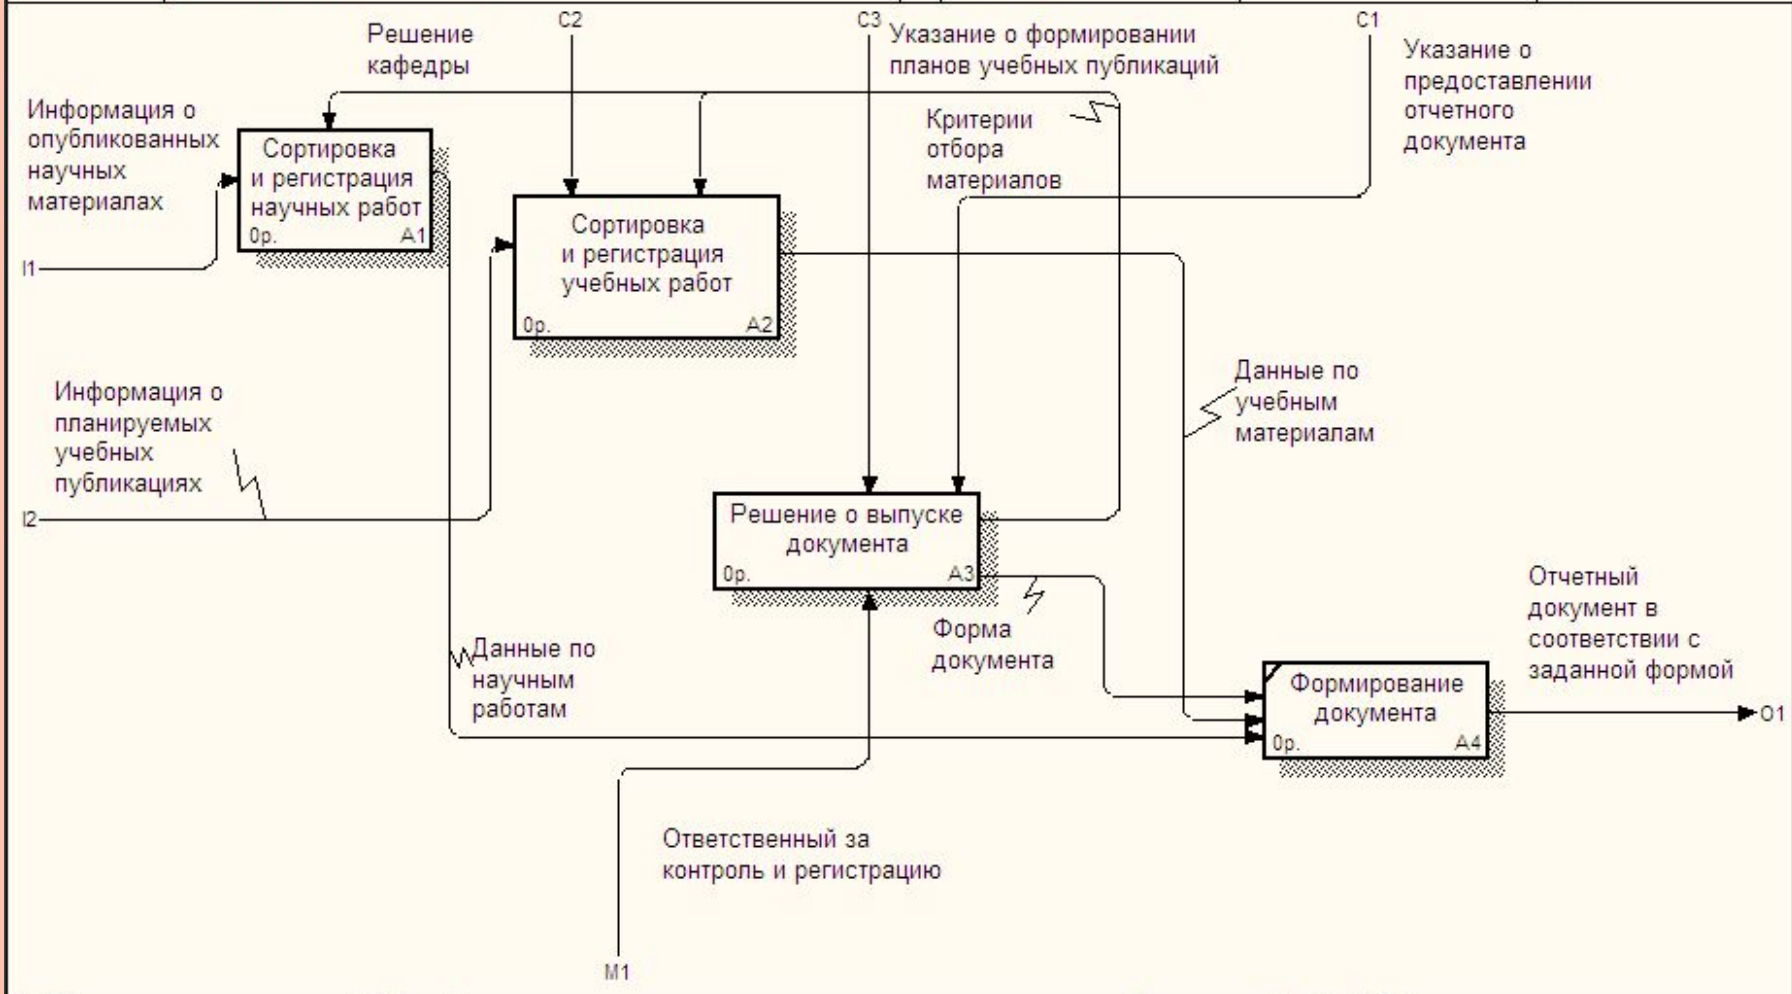 C2
C3
C1
Решение
кафедры
Указание о формировании
планов учебных публикаций
Указание о
предоставлении
отчетного
документа
Информация о
опубликованных
научных
материалах
Критерии
отбора
материалов
Сортировка
и регистрация
научных работ
0р.
A1
I1
Сортировка
и регистрация
учебных работ
0р.
A2
Информация о
планируемых
учебных
публикациях
I2
Данные по
учебным
материалам
Решение о выпуске
документа
0р.
A3
Форма
документа
Данные по
научным
работам
Отчетный
документ в
соответствии с
заданной формой
Формирование
документа
0р.
A4
O1
Ответственный за
контроль и регистрацию
M1